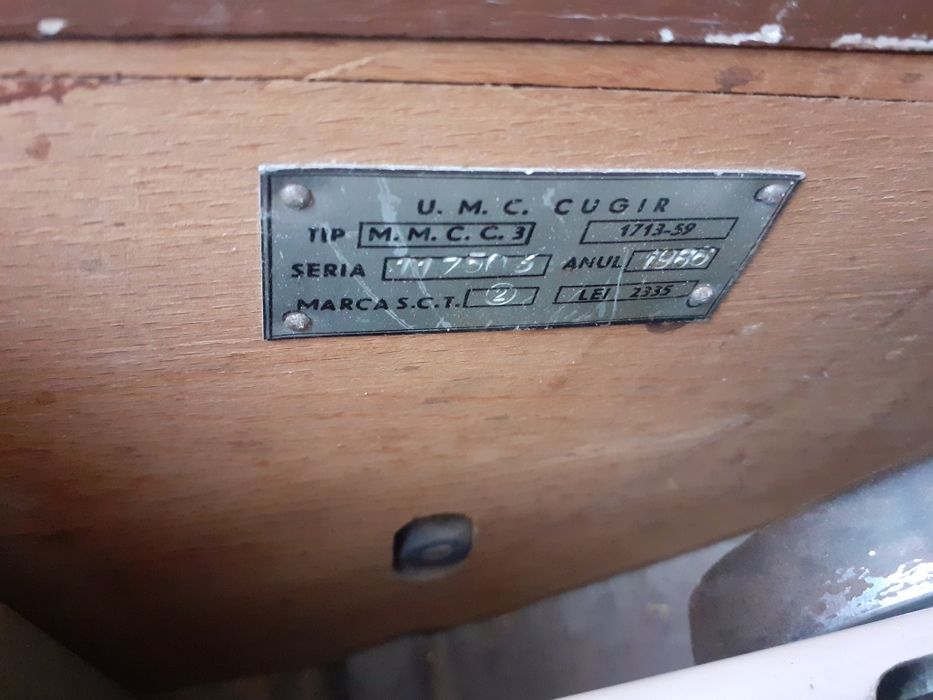 U. M. C. CUGIR
TIP M. M. C. C. 3 1713-59
SERIA ANUL
MARCA S.C.T. 2 LEI 2335